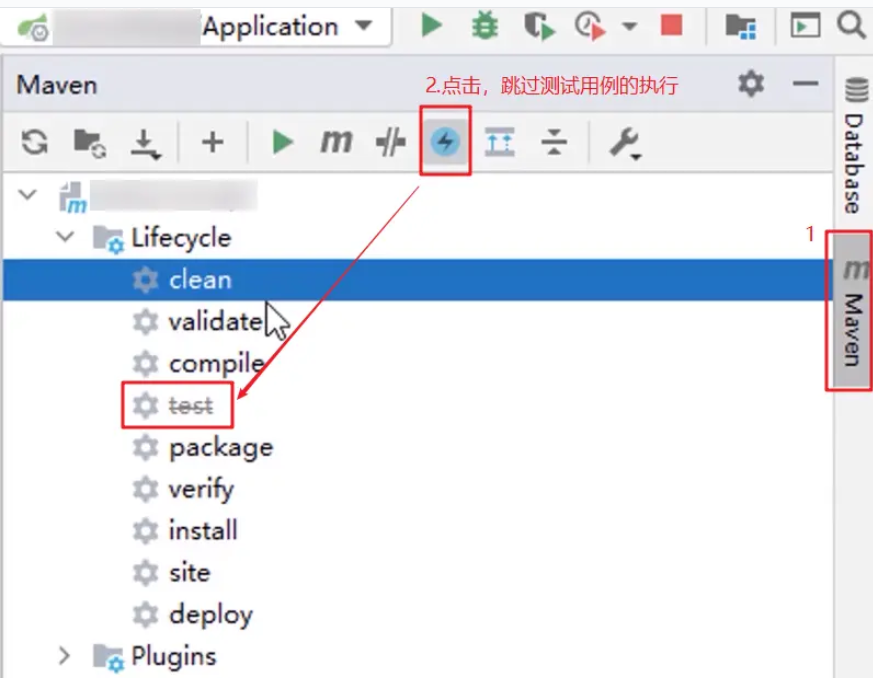 Application
Maven
2.点击，跳过测试用例的执行
m
Database
1
m
Maven
m
Lifecycle
clean
validate
compile
test
package
verify
install
site
deploy
Plugins